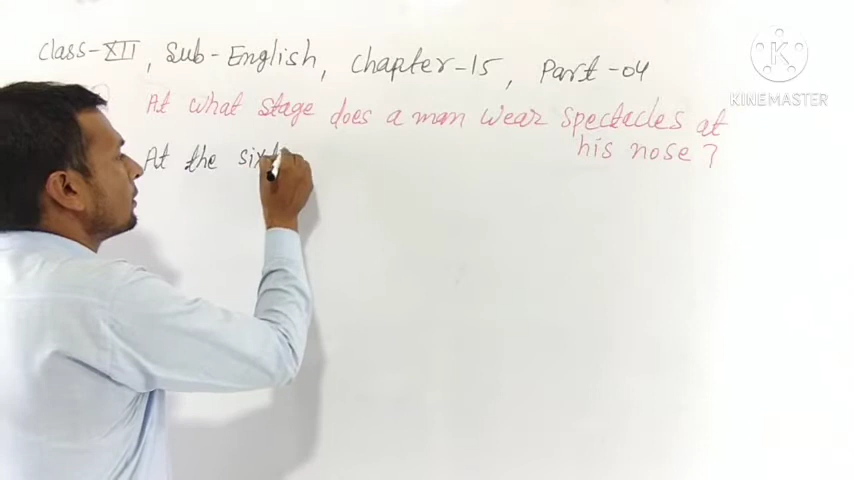 Class-XII, Sub-English, Chapter-15, Part-04
At what stage does a man wear spectacles at
his nose?
At the sixt
KINEMASTER